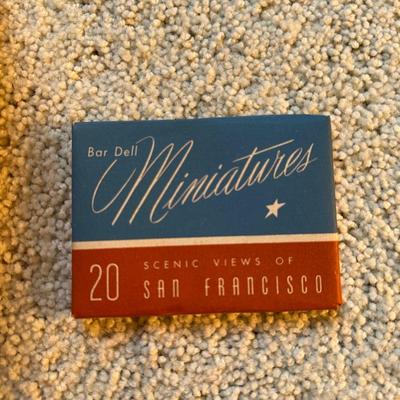 Bar Dell
Miniatures
20 SCENIC VIEWS OF
SAN FRANCISCO